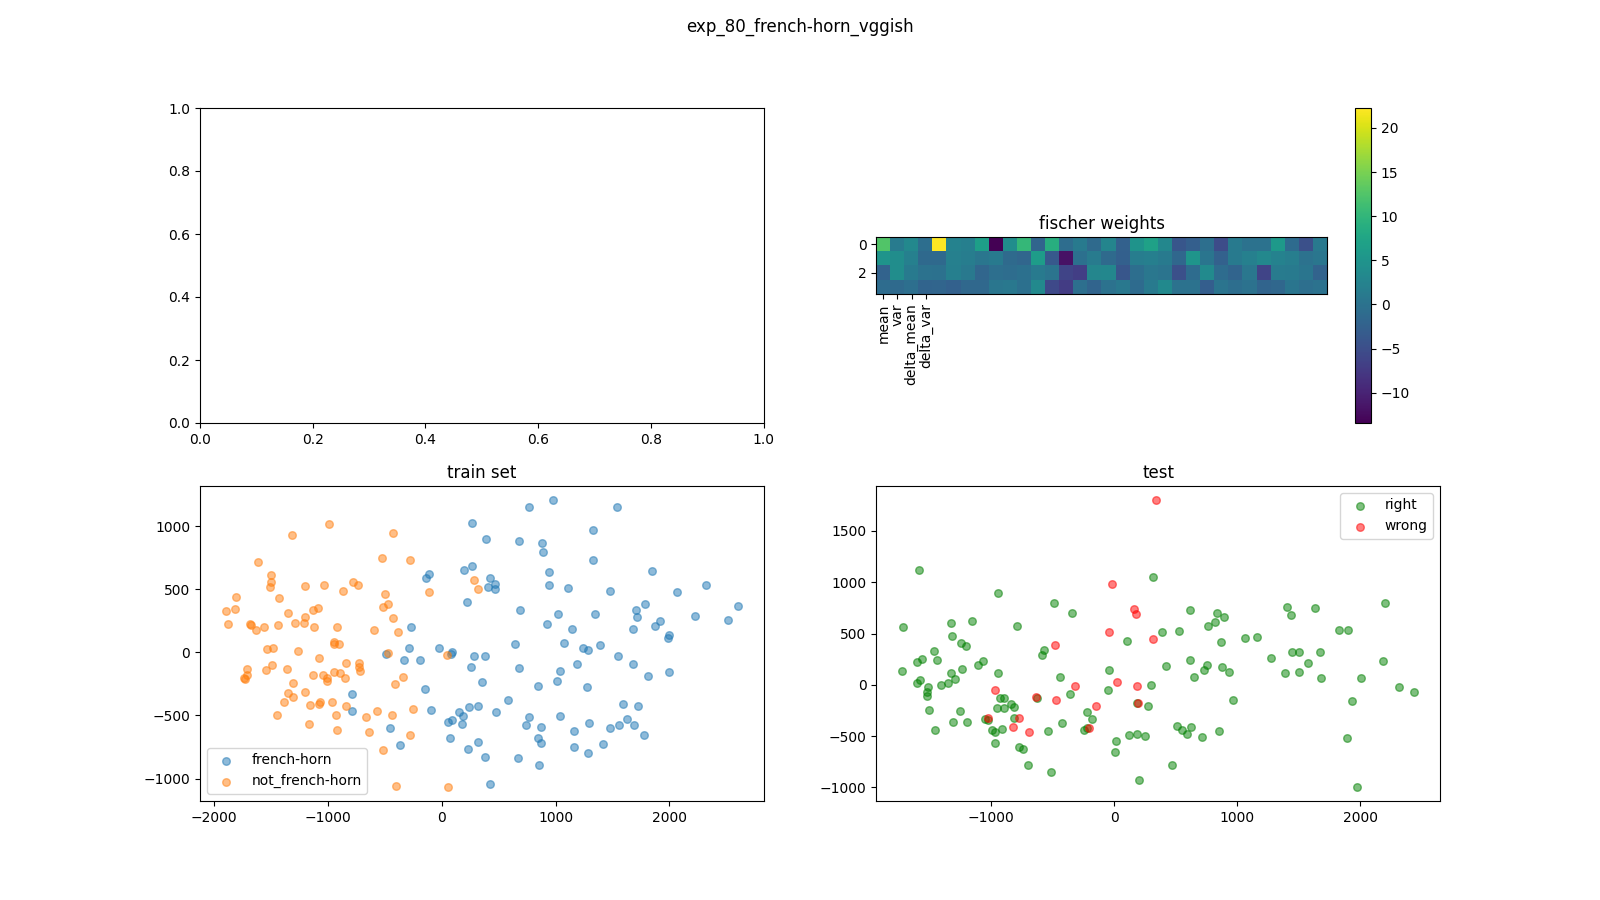 exp_80_french-horn_vggish
1.0
0.8
0.6
0.4
0.2
0.0
0.0 0.2 0.4 0.6 0.8 1.0
fischer weights
0
2
mean
var
delta_mean
delta_var
20
15
10
5
0
−5
−10
train set
1000
500
0
−500
−1000
−2000 −1000 0 1000 2000
french-horn
not_french-horn
test
1500
1000
500
0
−500
−1000
−1000 0 1000 2000
right
wrong